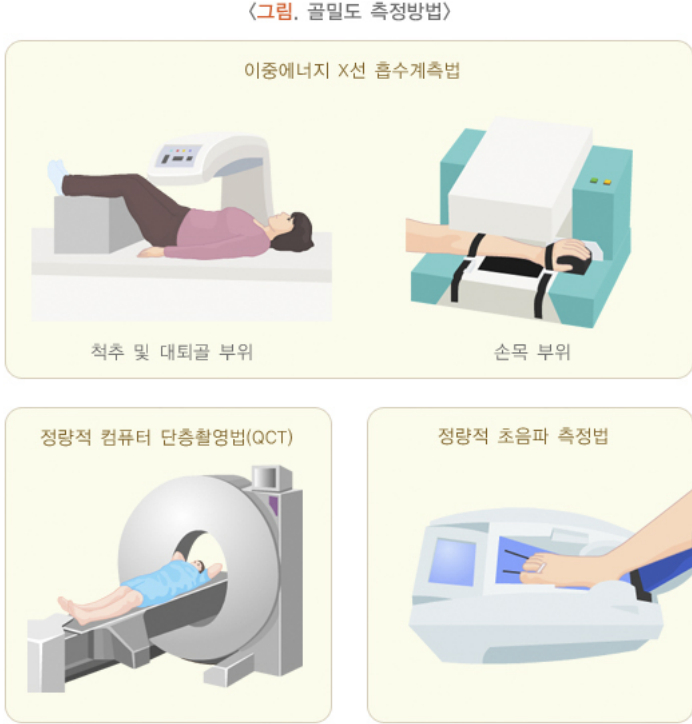 〈그림. 골밀도 측정방법〉
이중에너지 X선 흡수계측법
척추 및 대퇴골 부위
손목 부위
정량적 컴퓨터 단층촬영법(QCT)
정량적 초음파 측정법